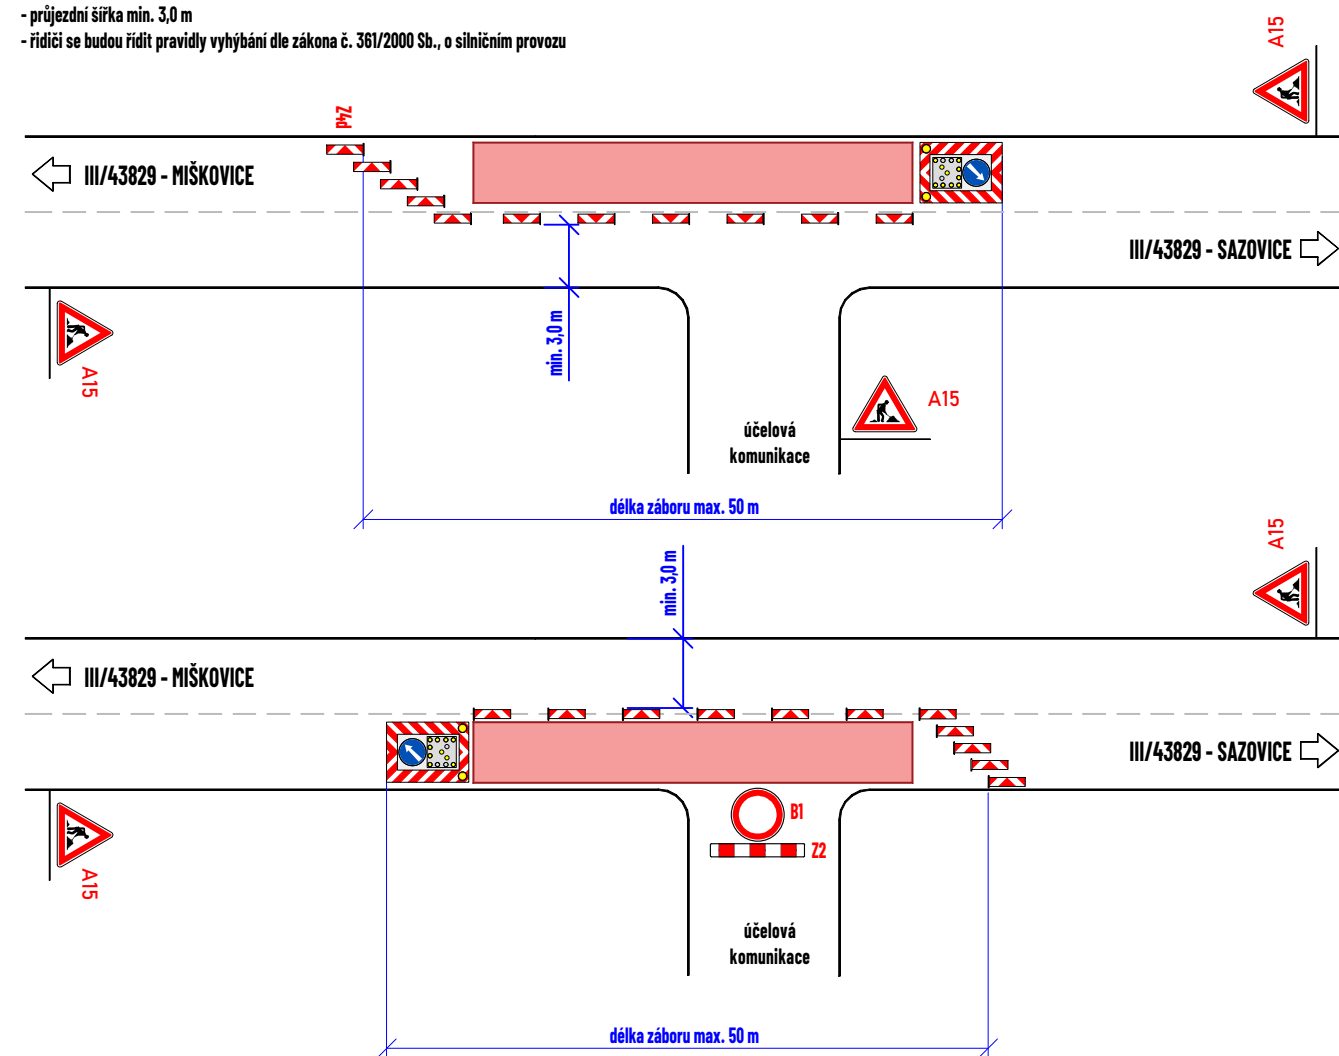 - průjezdní šířka min. 3,0 m
- řidiči se budou řídit pravidly vyhýbání dle zákona č. 361/2000 Sb., o silničním provozu
A15
Z4d
III/43829 - MIŠKOVICE
III/43829 - SAZOVICE
min. 3,0 m
A15
A15
účelová
komunikace
délka záboru max. 50 m
A15
min. 3,0 m
III/43829 - MIŠKOVICE
III/43829 - SAZOVICE
B1
Z2
A15
účelová
komunikace
délka záboru max. 50 m